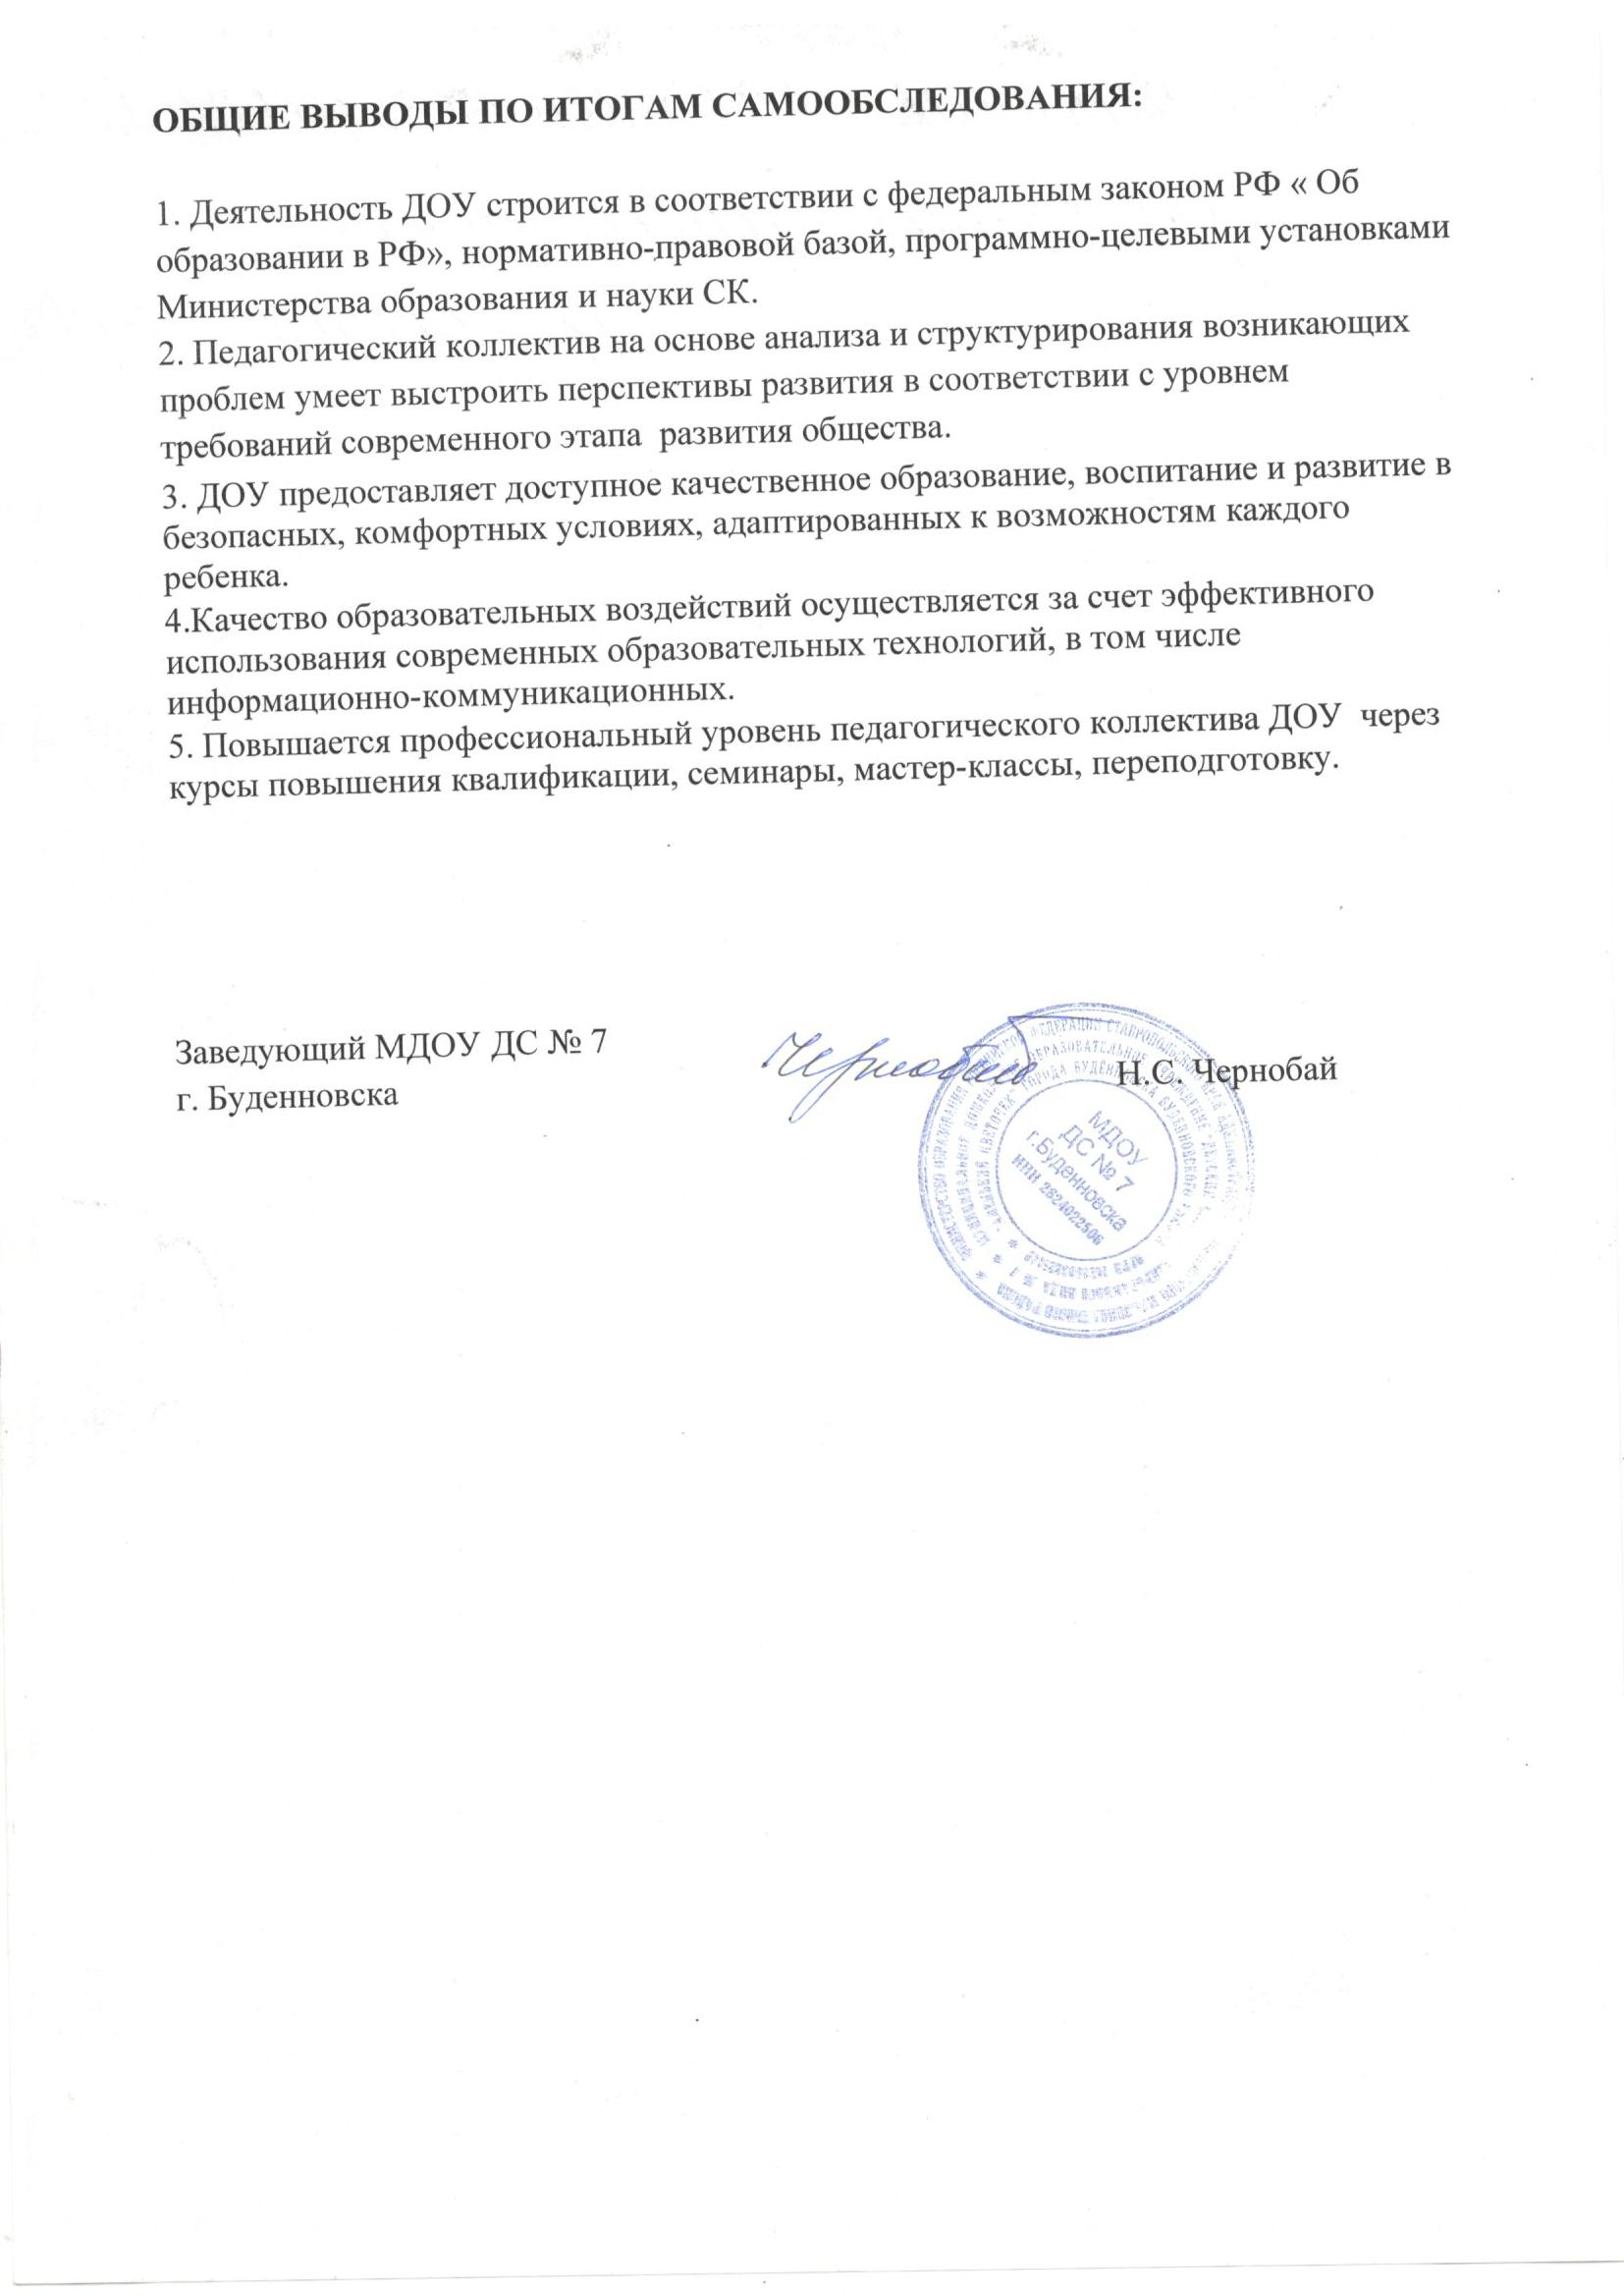 ОБЩИЕ ВЫВОДЫ ПО ИТОГАМ САМООБСЛЕДОВАНИЯ:
1. Деятельность ДОУ строится в соответствии с федеральным законом РФ « Об
образовании в РФ», нормативно-правовой базой, программно-целевыми установками
Министерства образования и науки СК.
2. Педагогический коллектив на основе анализа и структурирования возникающих
проблем умеет выстроить перспективы развития в соответствии с уровнем
требований современного этапа развития общества.
3. ДОУ предоставляет доступное качественное образование, воспитание и развитие в
безопасных, комфортных условиях, адаптированных к возможностям каждого
ребенка.
4.Качество образовательных воздействий осуществляется за счет эффективного
использования современных образовательных технологий, в том числе
информационно-коммуникационных.
5. Повышается профессиональный уровень педагогического коллектива ДОУ через
курсы повышения квалификации, семинары, мастер-классы, переподготовку.
Заведующий МДОУ ДС № 7
г. Буденновска
Чернобай
Н.С. Чернобай
МДОУ
ДС № 7
г.Буденновска
ИНН 2624022506